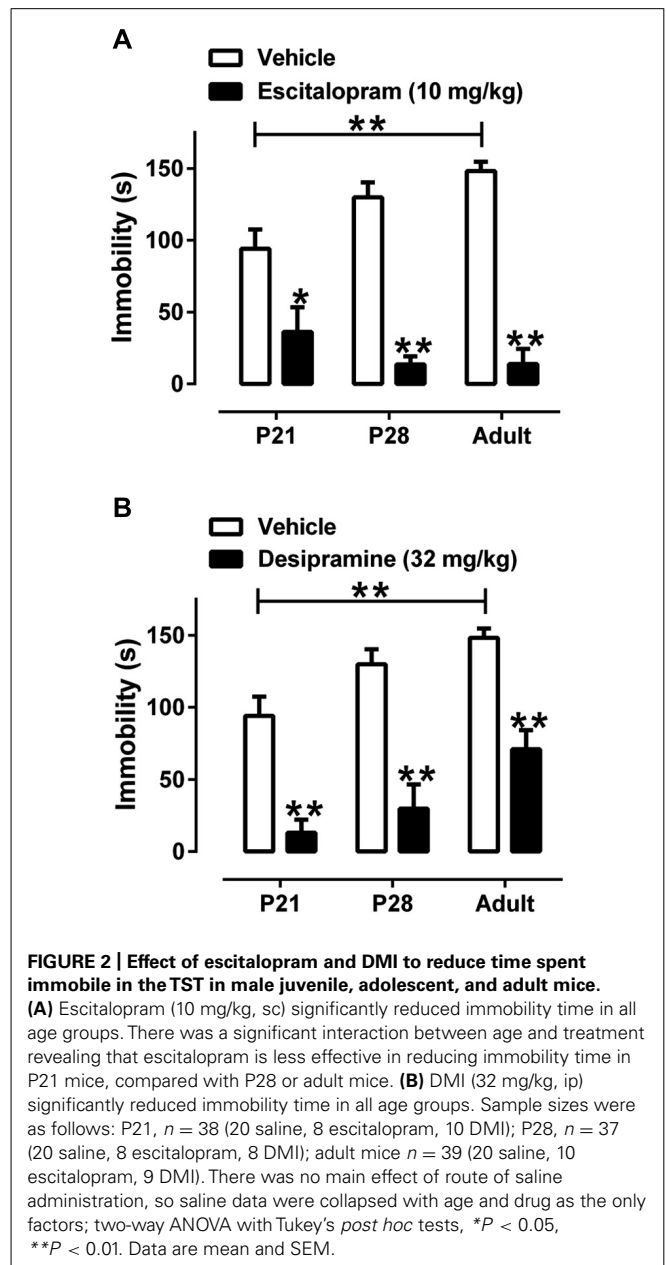 A
Vehicle
Escitalopram (10 mg/kg)
**
Immobility (s)
150
100
50
0
*
**
**
P21
P28
Adult
B
Vehicle
Desipramine (32 mg/kg)
**
Immobility (s)
150
100
50
0
**
**
**
P21
P28
Adult
FIGURE 2 | Effect of escitalopram and DMI to reduce time spent
immobile in the TST in male juvenile, adolescent, and adult mice.
(A) Escitalopram (10 mg/kg, sc) significantly reduced immobility time in all
age groups. There was a significant interaction between age and treatment
revealing that escitalopram is less effective in reducing immobility time in
P21 mice, compared with P28 or adult mice. (B) DMI (32 mg/kg, ip)
significantly reduced immobility time in all age groups. Sample sizes were
as follows: P21, n = 38 (20 saline, 8 escitalopram, 10 DMI); P28, n = 37
(20 saline, 8 escitalopram, 8 DMI); adult mice n = 39 (20 saline, 10
escitalopram, 9 DMI). There was no main effect of route of saline
administration, so saline data were collapsed with age and drug as the only
factors; two-way ANOVA with Tukey's post hoc tests, *P < 0.05,
**P < 0.01. Data are mean and SEM.